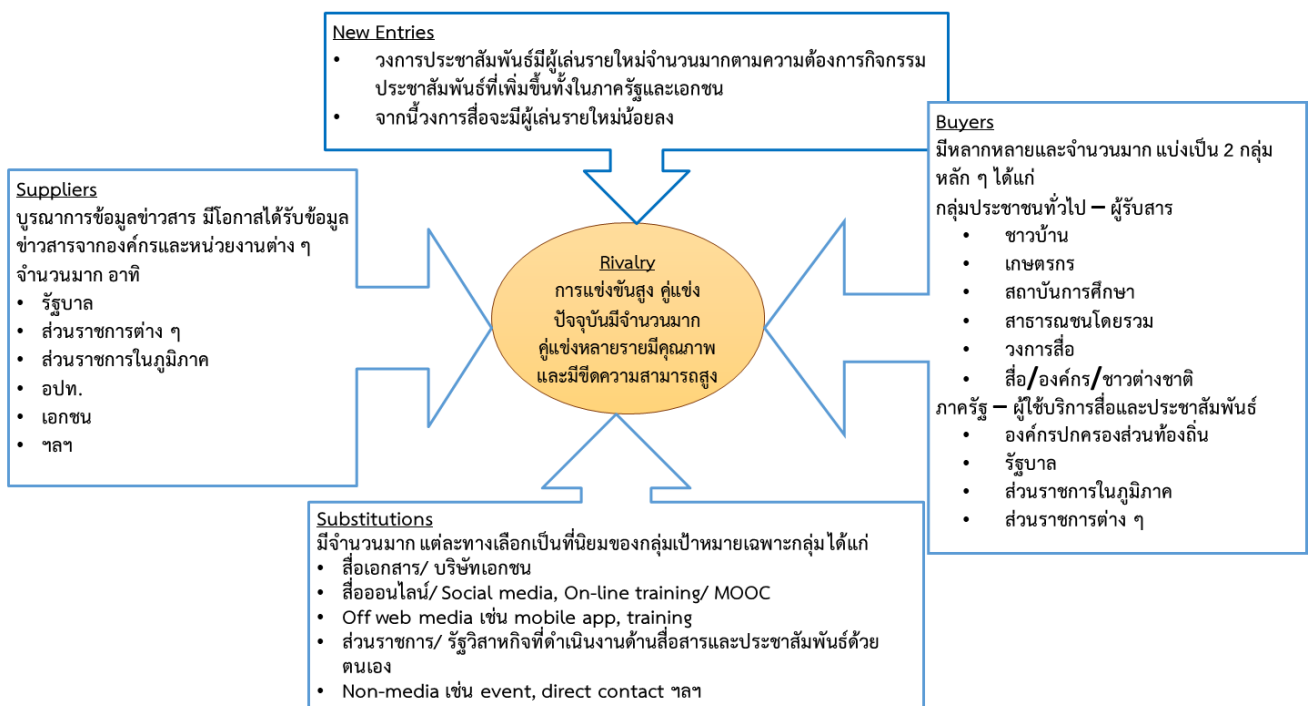 New Entries
• วงการประชาสัมพันธ์มีผู้เล่นรายใหม่จำนวนมากตามความต้องการกิจกรรม
ประชาสัมพันธ์ที่เพิ่มขึ้นทั้งในภาครัฐและเอกชน
• จากนี้วงการสื่อจะมีผู้เล่นรายใหม่น้อยลง
Suppliers
บูรณาการข้อมูลข่าวสาร มีโอกาสได้รับข้อมูล
ข่าวสารจากองค์กรและหน่วยงานต่าง ๆ
จำนวนมาก อาทิ
• รัฐบาล
• ส่วนราชการต่าง ๆ
• ส่วนราชการในภูมิภาค
• อปท.
• เอกชน
• ฯลฯ
Rivalry
การแข่งขันสูง คู่แข่ง
ปัจจุบันมีจำนวนมาก
คู่แข่งหลายรายมีคุณภาพ
และมีขีดความสามารถสูง
Buyers
มีหลากหลายและจำนวนมาก แบ่งเป็น 2 กลุ่ม
หลัก ๆ ได้แก่
กลุ่มประชาชนทั่วไป – ผู้รับสาร
• ชาวบ้าน
• เกษตรกร
• สถาบันการศึกษา
• สาธารณชนโดยรวม
• วงการสื่อ
• สื่อ/องค์กร/ชาวต่างชาติ
ภาครัฐ – ผู้ใช้บริการสื่อและประชาสัมพันธ์
• องค์กรปกครองส่วนท้องถิ่น
• รัฐบาล
• ส่วนราชการในภูมิภาค
• ส่วนราชการต่าง ๆ
Substitutions
มีจำนวนมาก แต่ละทางเลือกเป็นที่นิยมของกลุ่มเป้าหมายเฉพาะกลุ่ม ได้แก่
• สื่อเอกสาร/ บริษัทเอกชน
• สื่อออนไลน์/ Social media, On-line training/ MOOC
• Off web media เช่น mobile app, training
• ส่วนราชการ/ รัฐวิสาหกิจที่ดำเนินงานด้านสื่อสารและประชาสัมพันธ์ด้วย
ตนเอง
• Non-media เช่น event, direct contact ฯลฯ